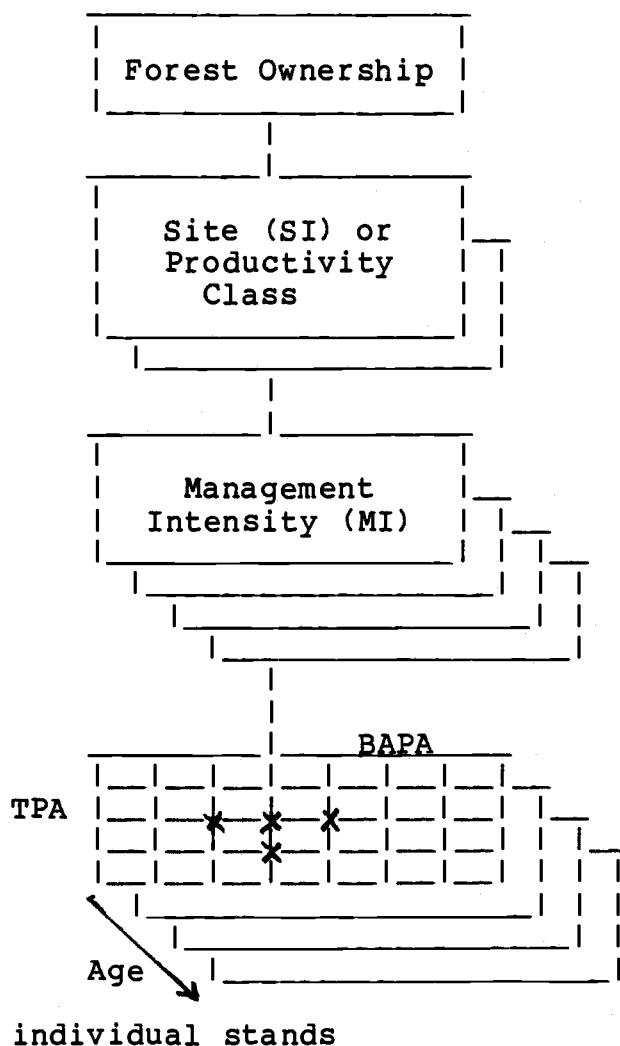 Forest Ownership
Site (SI) or
Productivity
Class
Management
Intensity (MI)
BAPA
TPA
Age
individual stands